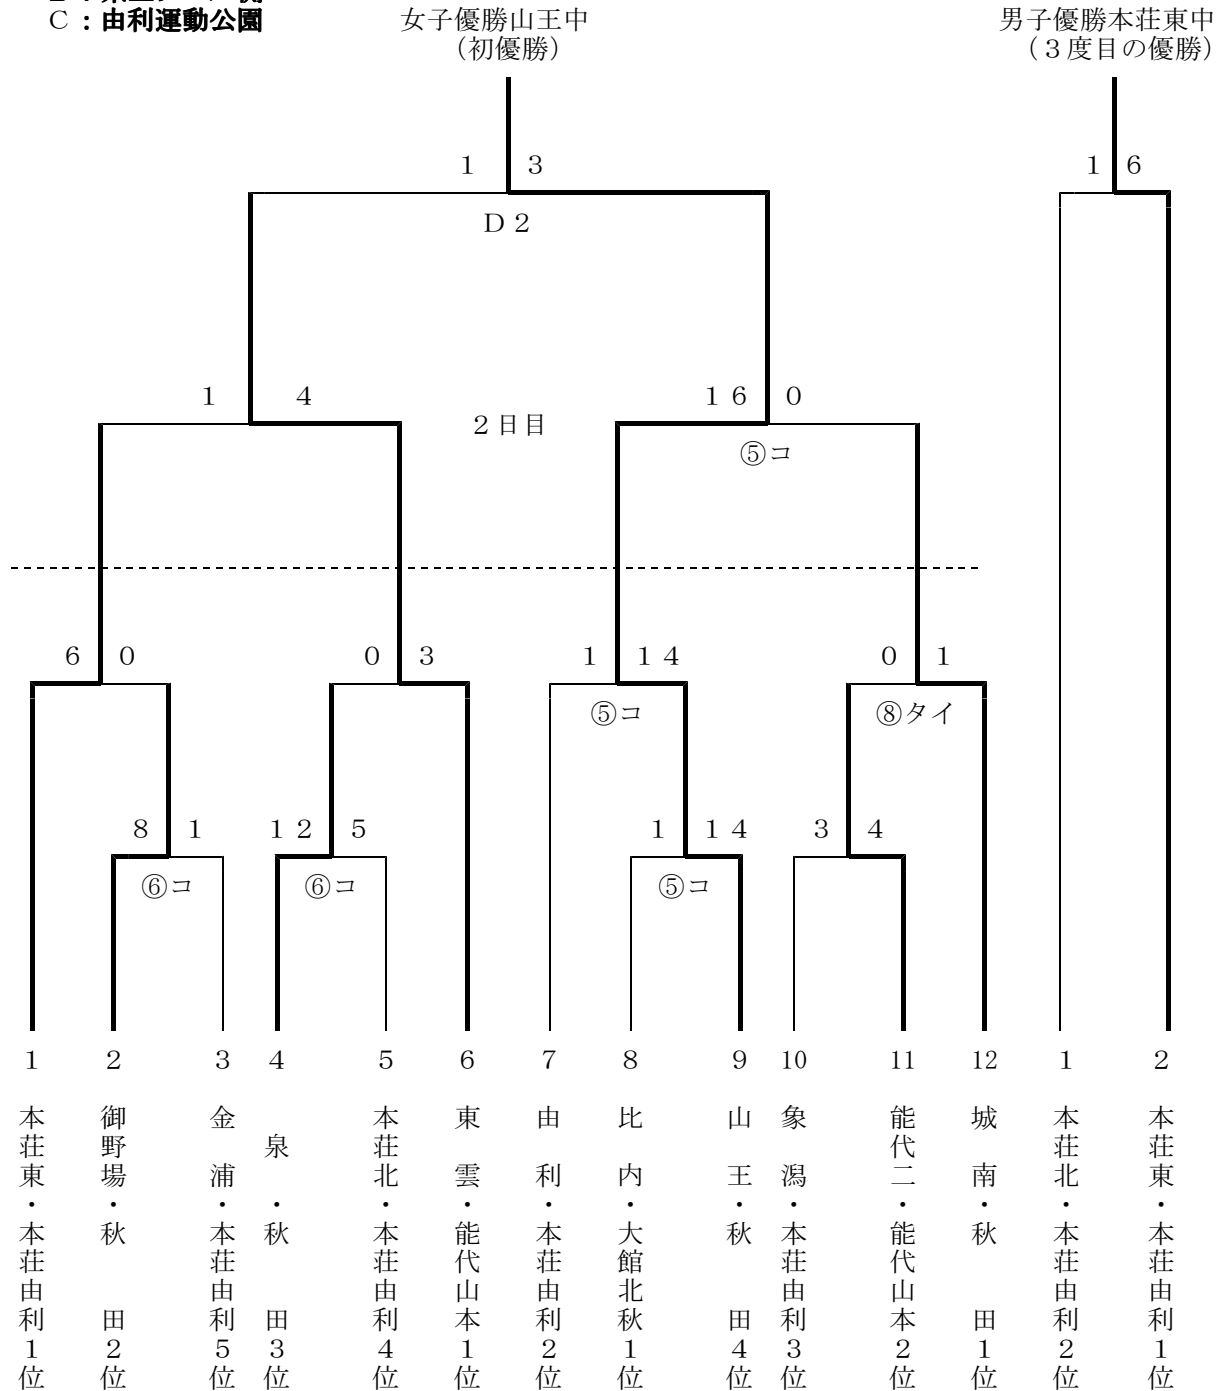 C：由利運動公園
女子優勝山王中
（初優勝）
男子優勝本荘東中
（３度目の優勝）
１ ３
１ ６
Ｄ２
１ ４
２日目
１６ ０
⑤コ
６ ０
０ ３
１ １４
０ １
⑤コ
⑧タイ
８ １
１２ ５
１ １４
３ ４
⑥コ
⑥コ
⑤コ
１ ２ ３ ４ ５ ６ ７ ８ ９ 10 11 12 １ ２
本荘東・本荘由利１位
御野場・秋田２位
金浦・本荘由利５位
泉・秋田３位
本荘北・本荘由利４位
東雲・能代山本１位
由利・本荘由利２位
比内・大館北秋１位
山王・秋田４位
象潟・本荘由利３位
能代二・能代山本２位
城南・秋田１位
本荘北・本荘由利２位
本荘東・本荘由利１位